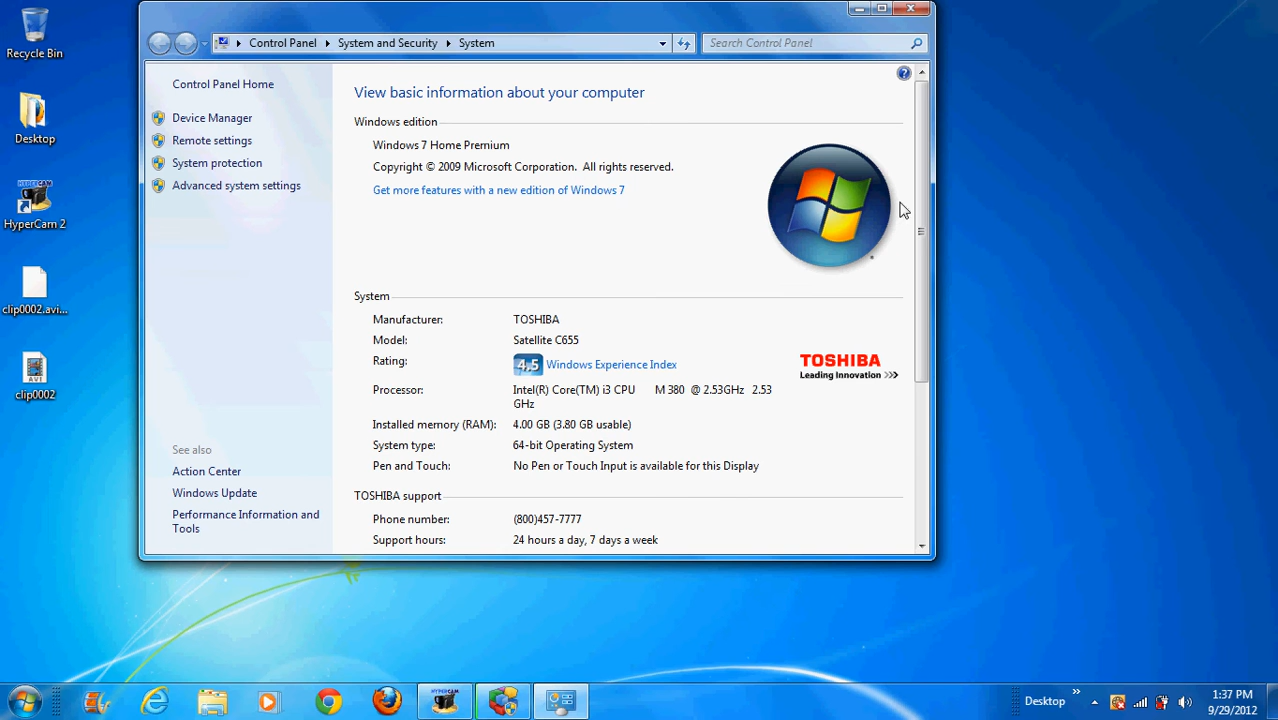 Recycle Bin
Desktop
HyperCam 2
clip0002.avi...
clip0002
Control Panel System and Security System
Search Control Panel
Control Panel Home
Device Manager
Remote settings
System protection
Advanced system settings
See also
Action Center
Windows Update
Performance Information and
Tools
View basic information about your computer
Windows edition
Windows 7 Home Premium
Copyright © 2009 Microsoft Corporation. All rights reserved.
Get more features with a new edition of Windows 7
System
Manufacturer: TOSHIBA
Model: Satellite C655
Rating: 4.5 Windows Experience Index
Processor: Intel(R) Core(TM) i3 CPU M 380 @ 2.53GHz 2.53
GHz
Installed memory (RAM): 4.00 GB (3.80 GB usable)
System type: 64-bit Operating System
Pen and Touch: No Pen or Touch Input is available for this Display
TOSHIBA
Leading Innovation >>>
TOSHIBA support
Phone number: (800)457-7777
Support hours: 24 hours a day, 7 days a week
HYPERCAM
Desktop
1:37 PM
9/29/2012